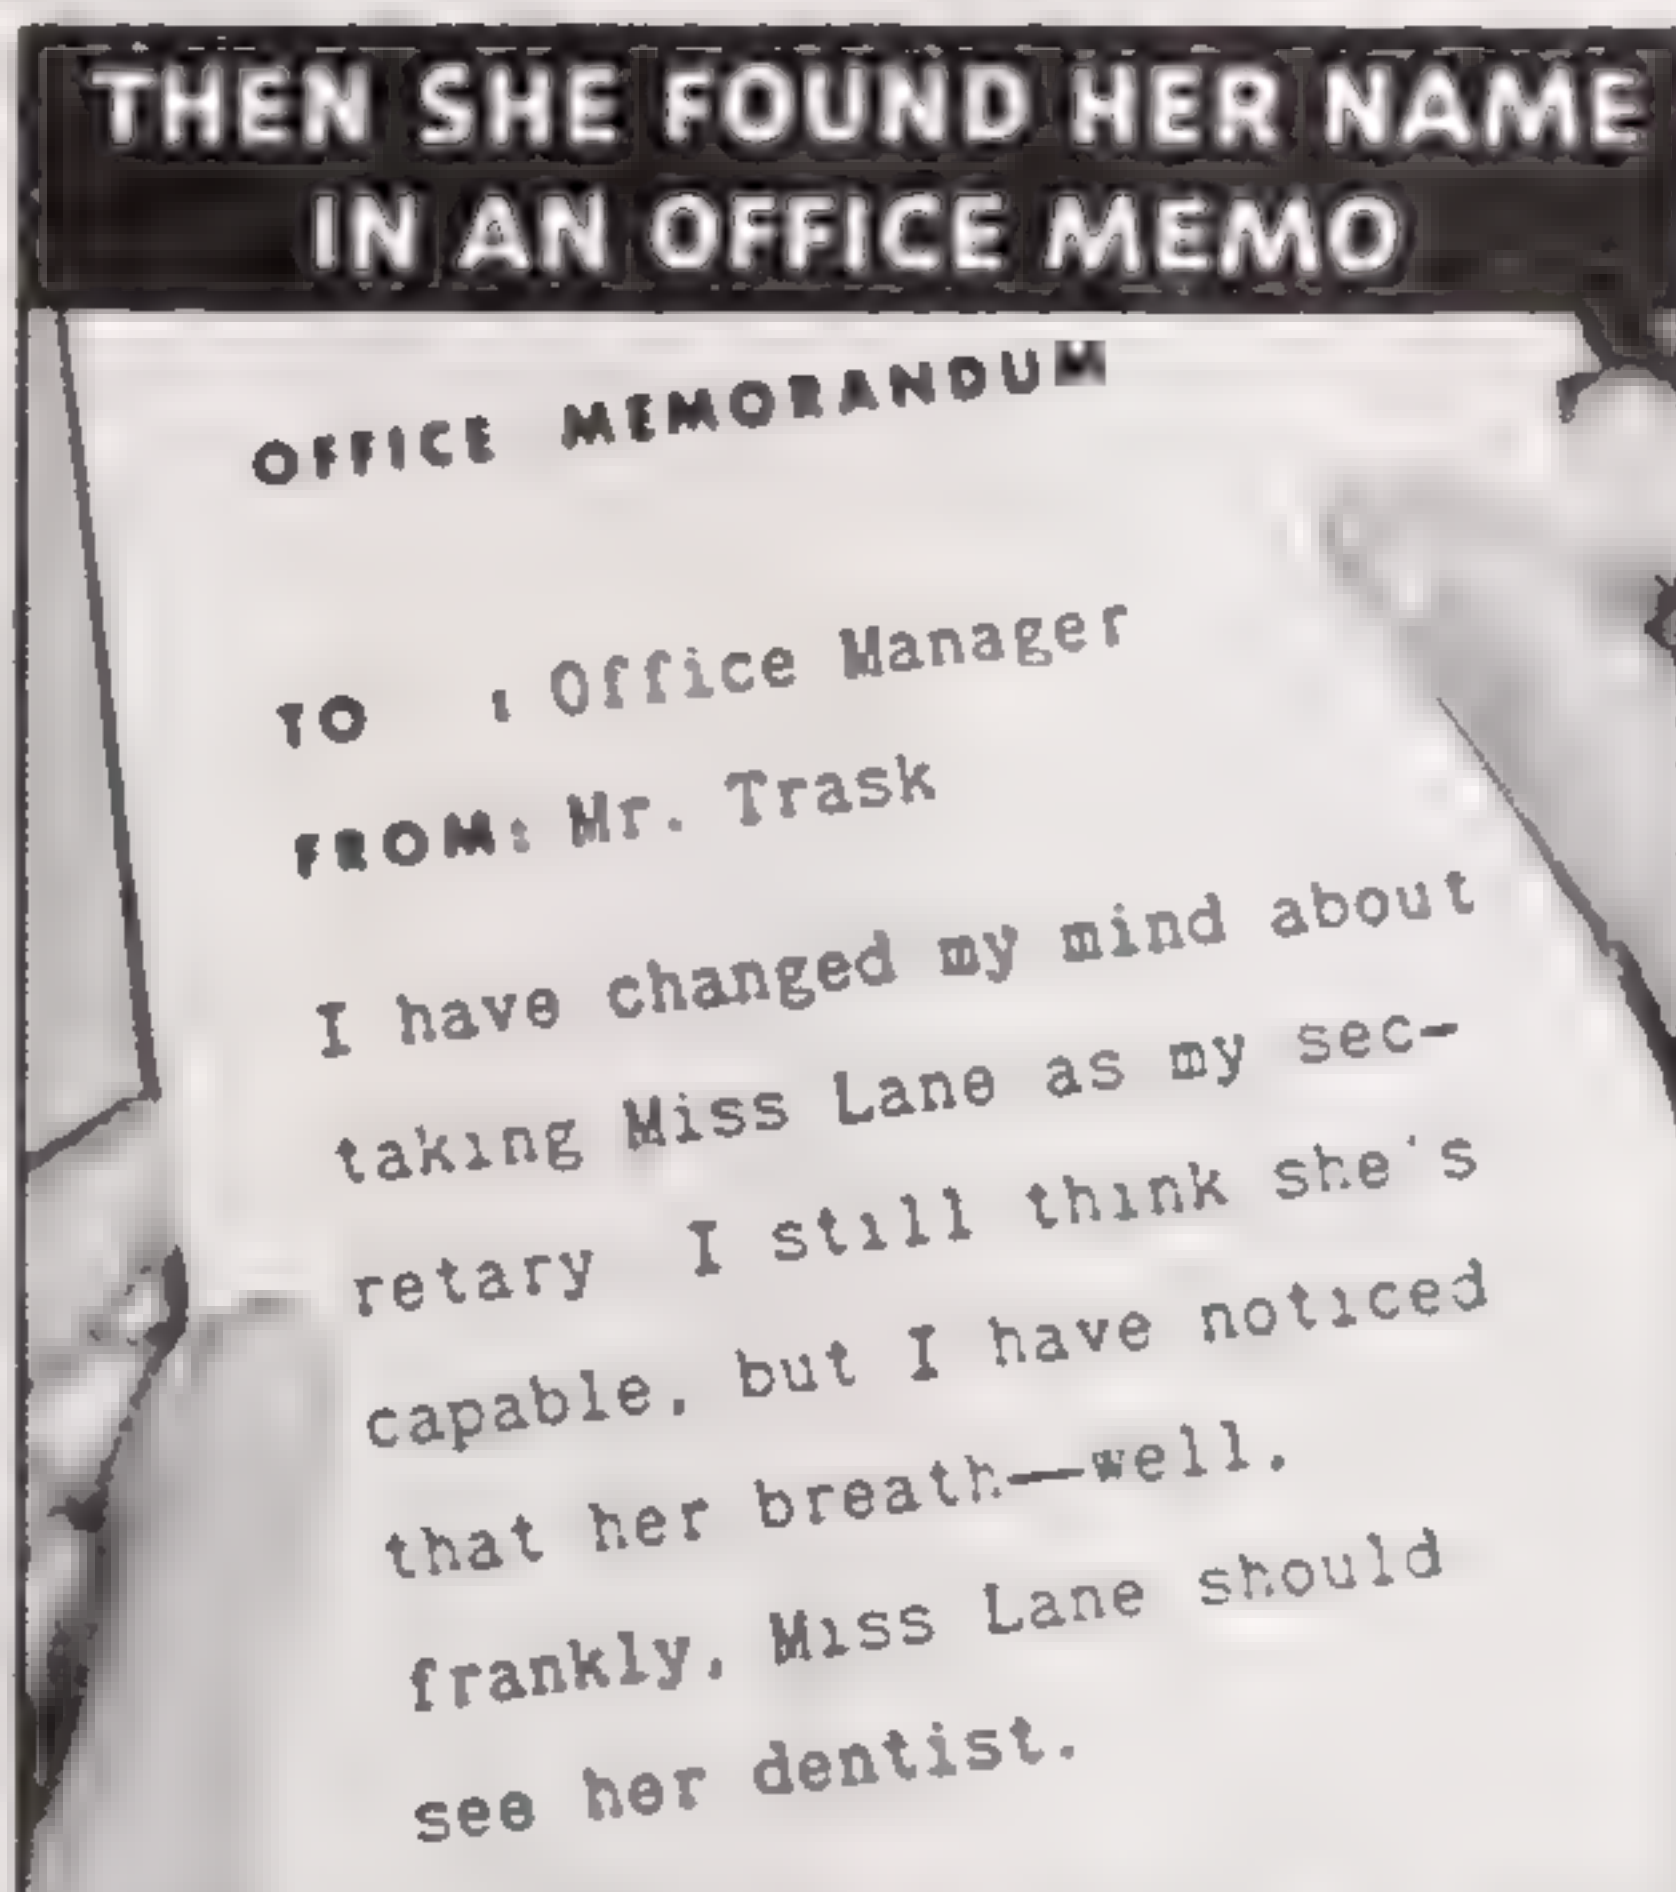 THEN SHE FOUND HER NAME
IN AN OFFICE MEMO
OFFICE MEMORANDUM
TO : Office Manager
FROM: Mr. Trask
I have changed my mind about
taking Miss Lane as my sec-
retary I still think she's
capable, but I have noticed
that her breath—well,
frankly, Miss Lane should
see her dentist.